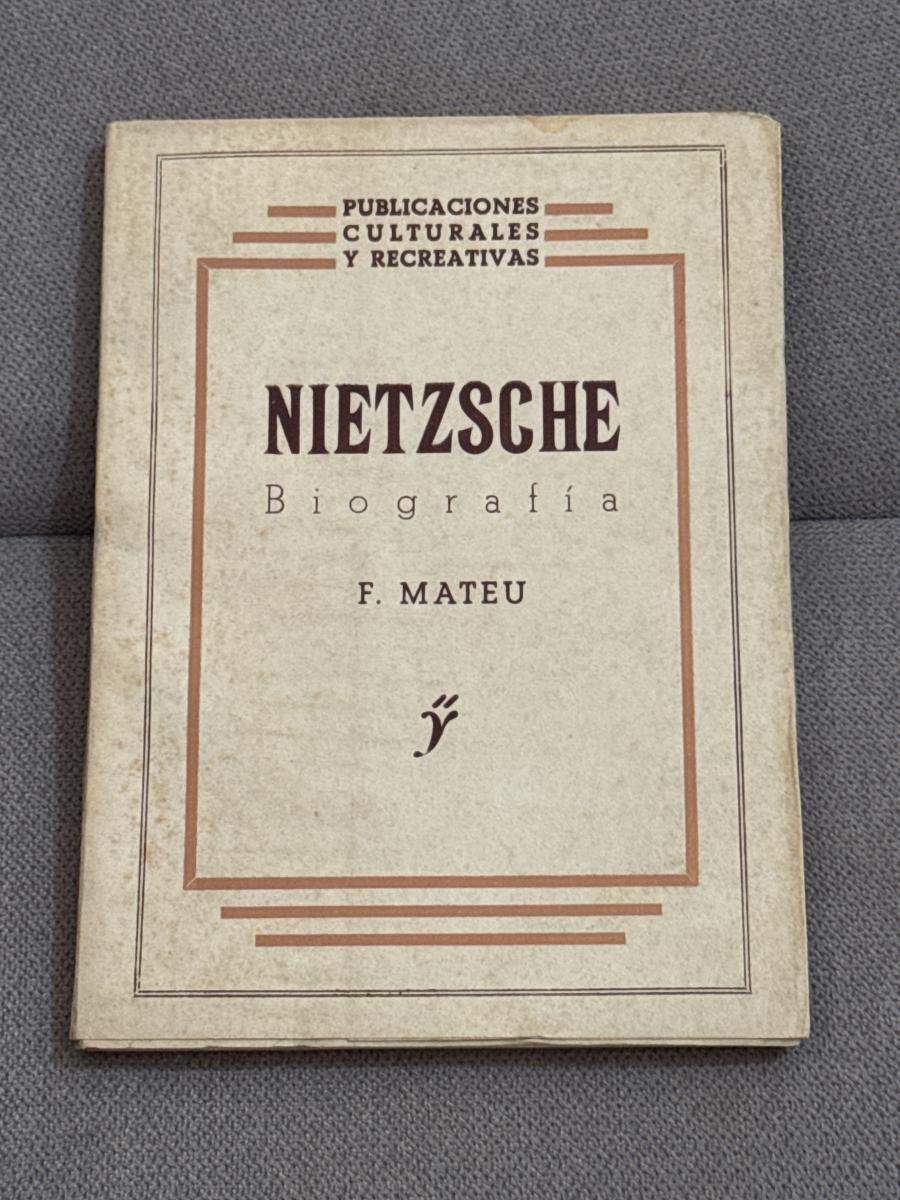 PUBLICACIONES
CULTURALES
Y RECREATIVAS
NIETZSCHE
Biografía
F. MATEU
ÿ